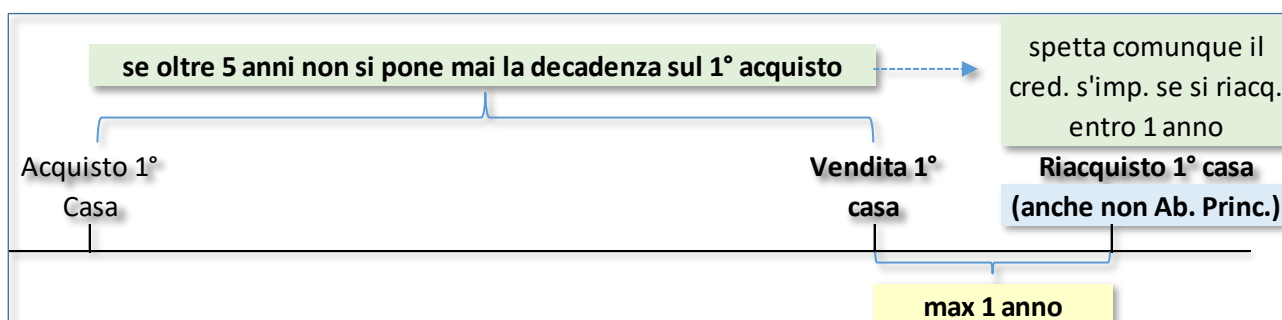 se oltre 5 anni non si pone mai la decadenza sul 1° acquisto
spetta comunque il
cred. s'imp. se si riacq.
entro 1 anno
Acquisto 1°
Casa
Vendita 1°
casa
Riacquisto 1° casa
(anche non Ab. Princ.)
max 1 anno